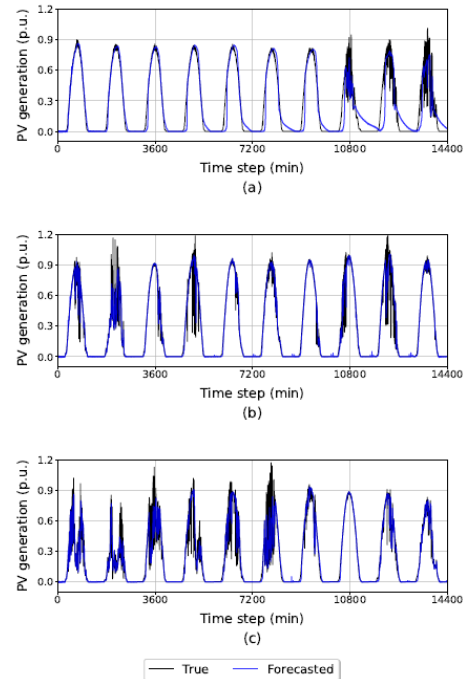 1.2
0.9
0.6
0.3
0.0
PV generation (p.u.)
0 3600 7200 10800 14400
Time step (min)
(a)
1.2
0.9
0.6
0.3
0.0
PV generation (p.u.)
0 3600 7200 10800 14400
Time step (min)
(b)
1.2
0.9
0.6
0.3
0.0
PV generation (p.u.)
0 3600 7200 10800 14400
Time step (min)
(c)
True Forecasted